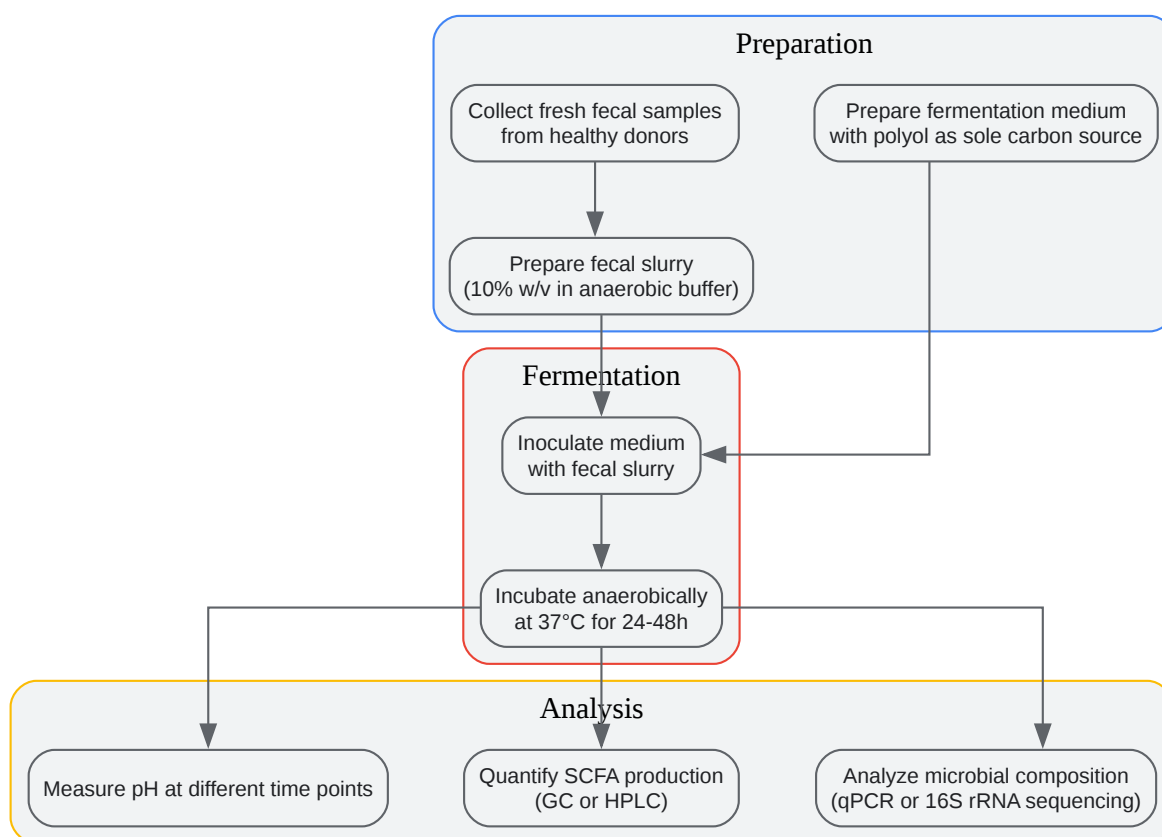 Preparation
Collect fresh fecal samples
from healthy donors
Prepare fermentation medium
with polyol as sole carbon source
Prepare fecal slurry
(10% w/v in anaerobic buffer)
Fermentation
Inoculate medium
with fecal slurry
Incubate anaerobically
at 37°C for 24-48h
Analysis
Measure pH at different time points
Quantify SCFA production
(GC or HPLC)
Analyze microbial composition
(qPCR or 16S rRNA sequencing)